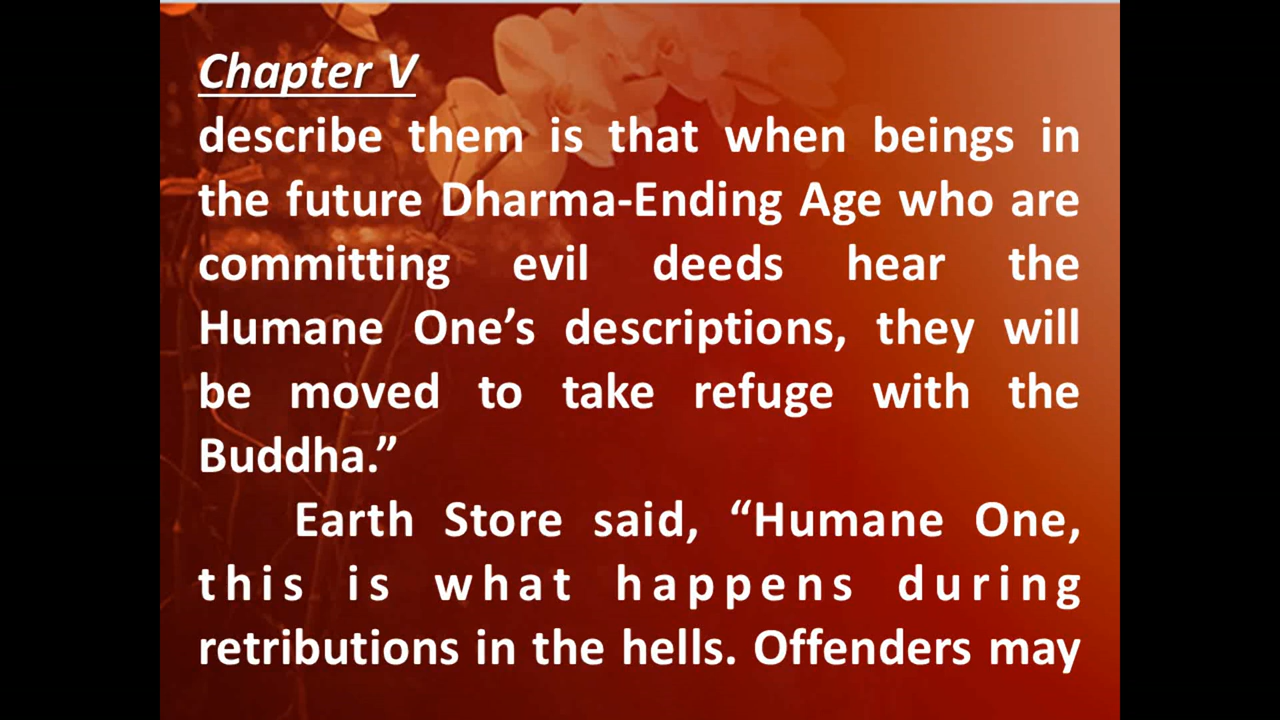 Chapter V
describe them is that when beings in
the future Dharma-Ending Age who are
committing evil deeds hear the
Humane One’s descriptions, they will
be moved to take refuge with the
Buddha.”
Earth Store said, “Humane One,
this is what happens during
retributions in the hells. Offenders may